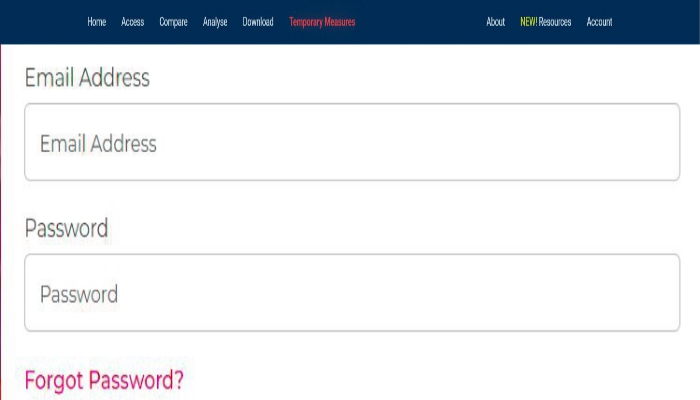 Home Access Compare Analyse Download Temporary Measures About NEW! Resources Account
Email Address
Email Address
Password
Password
Forgot Password?